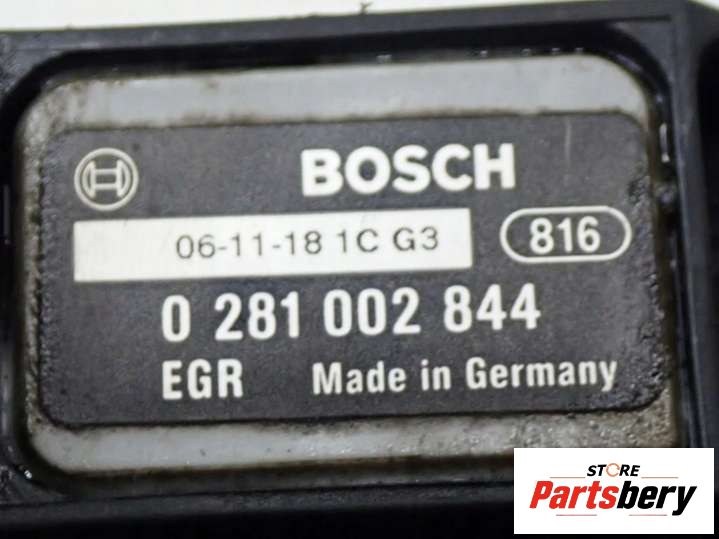 BOSCH
06-11-18 1C G3
816
0 281 002 844
EGR Made in Germany
STORE
Partsbery